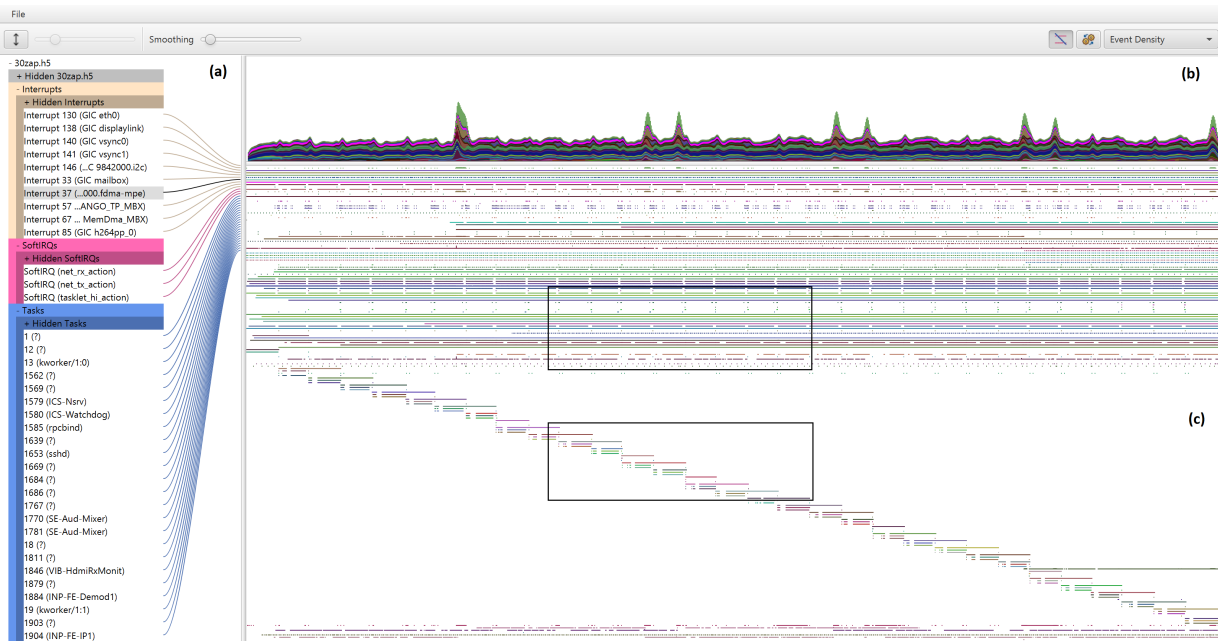 File
Smoothing
Event Density
- 30zap.h5
+ Hidden 30zap.h5
- Interrupts
+ Hidden Interrupts
Interrupt 130 (GIC eth0)
Interrupt 138 (GIC displaylink)
Interrupt 140 (GIC vsync0)
Interrupt 141 (GIC vsync1)
Interrupt 146 (...C 9842000.i2c)
Interrupt 33 (GIC mailbox)
Interrupt 37 (...000.fdma-mpe)
Interrupt 57 ...ANGO_TP_MBX)
Interrupt 67 ... MemDma_MBX)
Interrupt 85 (GIC h264pp_0)
- SoftIRQs
+ Hidden SoftIRQs
SoftIRQ (net_rx_action)
SoftIRQ (net_tx_action)
SoftIRQ (tasklet_hi_action)
- Tasks
+ Hidden Tasks
1 (?)
12 (?)
13 (kworker/1:0)
1562 (?)
1569 (?)
1579 (ICS-Nsrv)
1580 (ICS-Watchdog)
1585 (rpcbind)
1639 (?)
1653 (sshd)
1669 (?)
1684 (?)
1686 (?)
1767 (?)
1770 (SE-Aud-Mixer)
1781 (SE-Aud-Mixer)
18 (?)
1811 (?)
1846 (VIB-HdmiRxMonit)
1879 (?)
1884 (INP-FE-Demod1)
19 (kworker/1:1)
1903 (?)
1904 (INP-FE-IP1)
(a)
(b)
(c)